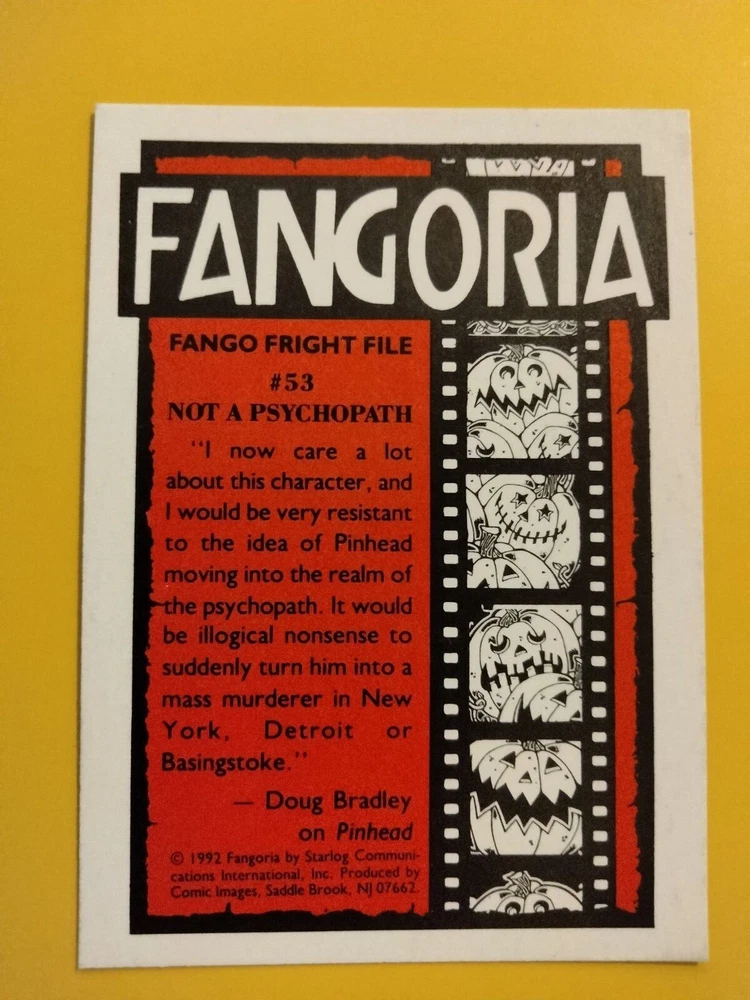 FANGORIA
FANGO FRIGHT FILE
#53
NOT A PSYCHOPATH
"I now care a lot
about this character, and
I would be very resistant
to the idea of Pinhead
moving into the realm of
the psychopath. It would
be illogical nonsense to
suddenly turn him into a
mass murderer in New
York, Detroit or
Basingstoke."
— Doug Bradley
on Pinhead
© 1992 Fangoria by Starlog Communi-
cations International, Inc. Produced by
Comic Images, Saddle Brook, NJ 07662.